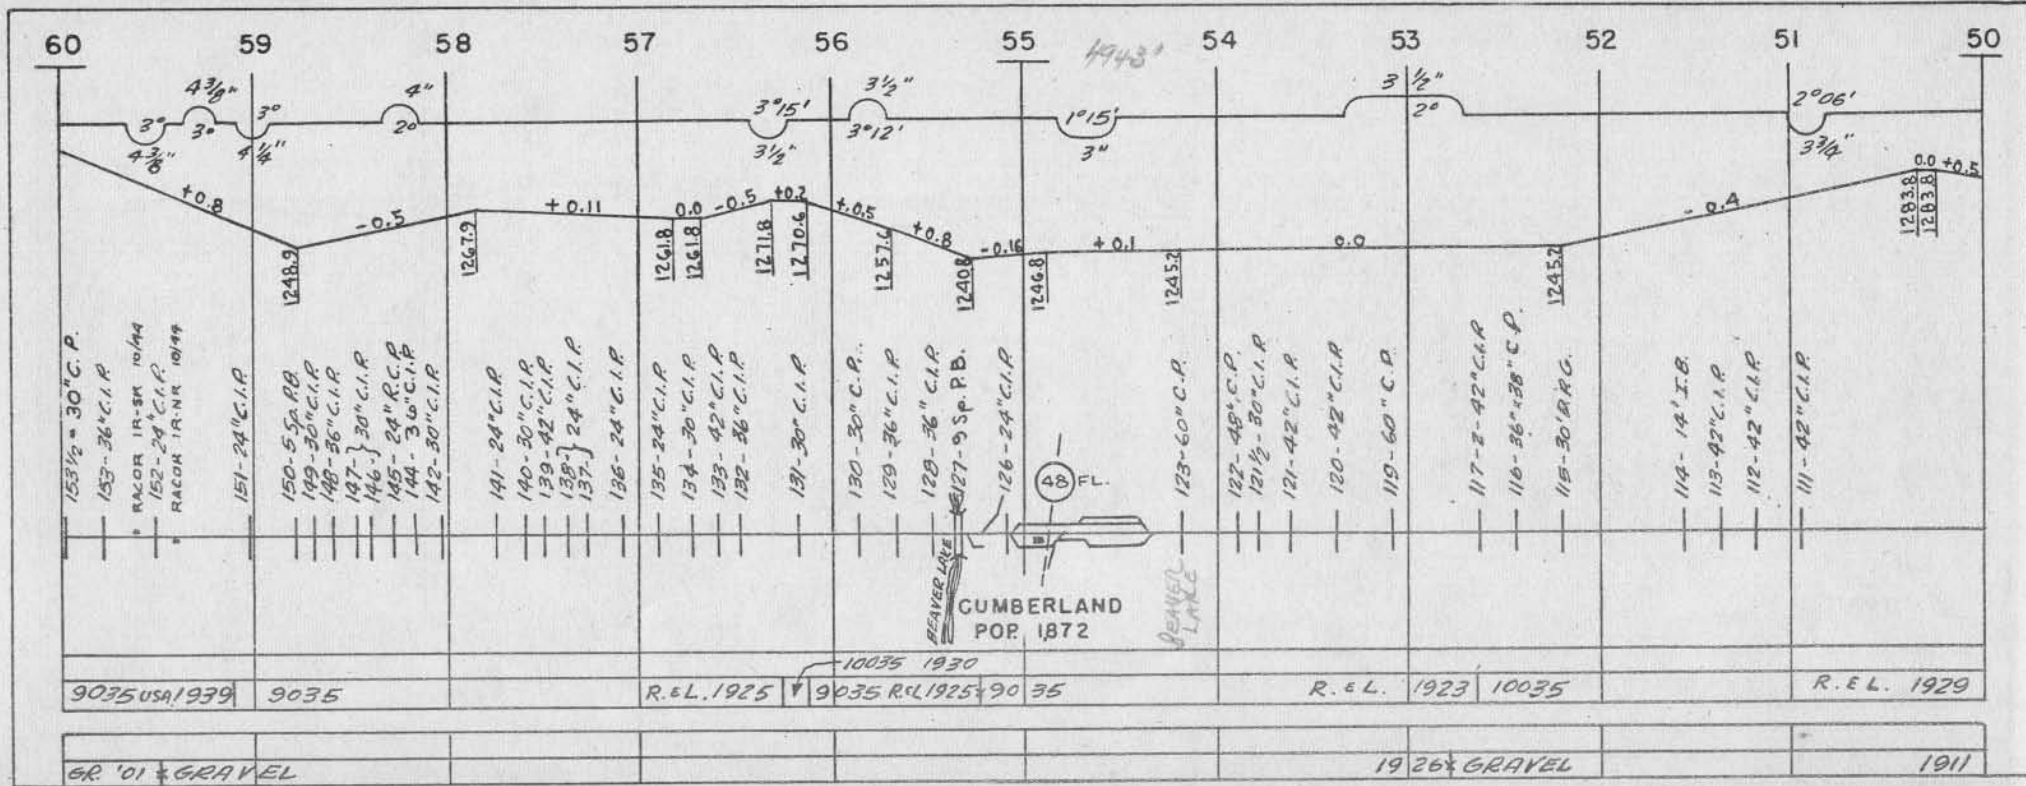 60 59 58 57 56 55 54 53 52 51 50
4943'
4 3/8" 4" 3°15' 3 1/2" 1°15' 3 1/2" 2°06'
3° 3° 3° 2° 3°12' 2°
4 3/8" 4 1/4" 3 1/2" 3" 3 3/4"
+0.8 -0.5 +0.11 0.0 -0.5 +0.2 +0.5 +0.8 -0.16 +0.1 0.0 -0.4 0.0 +0.5
1248.9
1267.9
1261.8
1261.8
1271.8
1270.6
1257.6
1240.8
1246.8
1245.2
1245.2
1283.8
1283.8
153 1/2 = 30" C.P.
153-36" C.I.P.
" RACOR IR-SR 10/44
152-24" C.I.P.
" RACOR IR-NR 10/44
151-24" C.I.P.
150-5 Sp. P.B.
149-30" C.I.P.
148-36" C.I.P.
147-} 30" C.I.P.
146-}
145-24" R.C.P.
144-36" C.I.P.
142-30" C.I.P.
141-24" C.I.P.
140-30" C.I.P.
139-42" C.I.P.
138-} 24" C.I.P.
137-}
136-24" C.I.P.
135-24" C.I.P.
134-30" C.I.P.
133-42" C.I.P.
132-36" C.I.P.
131-30" C.I.P.
130-30" C.P.
129-36" C.I.P.
128-36" C.I.P.
127-9 Sp. P.B.
126-24" C.I.P.
48 FL.
123-60" C.P.
122-48" C.P.
121 1/2-30" C.I.P.
121-42" C.I.P.
120-42" C.I.P.
119-60" C.P.
117-2-42" C.I.P.
116-36"x38" C.P.
115-30' B.R.G.
114-14' I.B.
113-42" C.I.P.
112-42" C.I.P.
111-42" C.I.P.
BEAVER LAKE
CUMBERLAND
POP. 1872
BEAVER
LAKE
10035 1930
9035 USA 1939 9035 R.&L. 1925 9035 R&L 1925 9035 R.&L. 1923 10035 R.&L. 1929
GR. '01 GRAVEL 1926 GRAVEL 1911